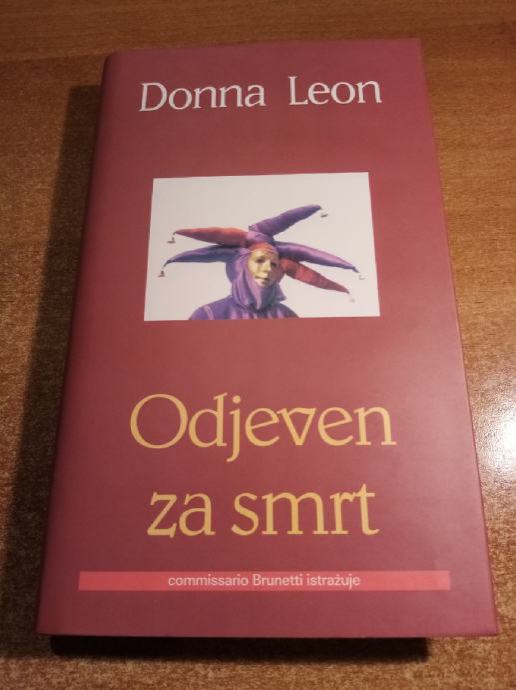 Donna Leon
Odjeven
za smrt
commissario Brunetti istražuje